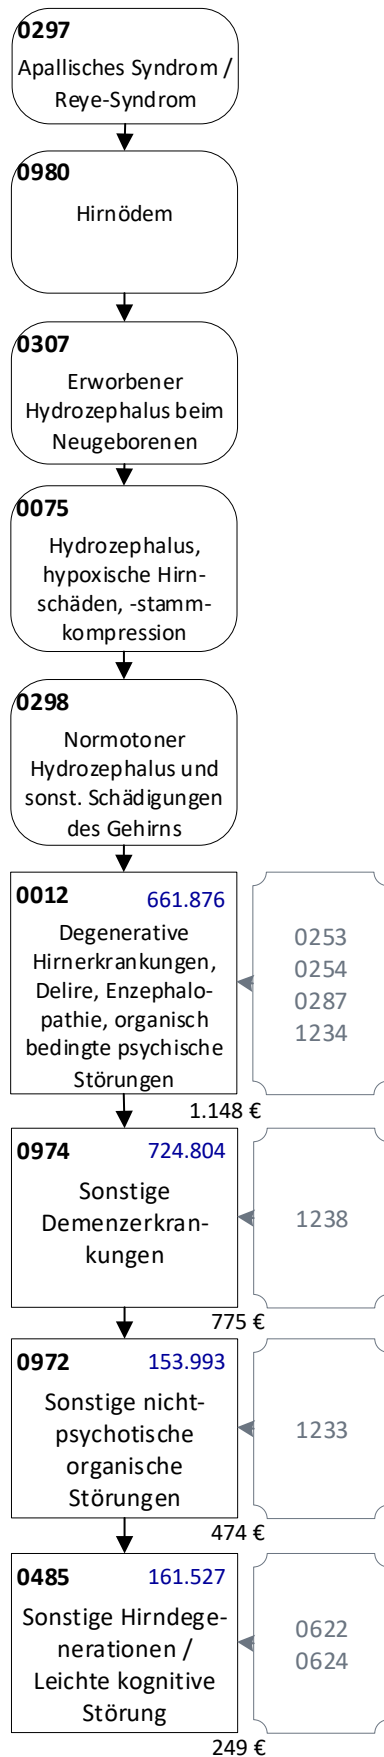 0297
Apallisches Syndrom /
Reye-Syndrom
0980
Hirnödem
0307
Erworbener
Hydrozephalus beim
Neugeborenen
0075
Hydrozephalus,
hypoxische Hirn-
schäden, -stamm-
kompression
0298
Normotoner
Hydrozephalus und
sonst. Schädigungen
des Gehirns
0012 661.876
Degenerative
Hirnerkrankungen,
Delire, Enzephalo-
pathie, organisch
bedingte psychische
Störungen
0253
0254
0287
1234
1.148 €
0974 724.804
Sonstige
Demenzerkran-
kungen
1238
775 €
0972 153.993
Sonstige nicht-
psychotische
organische
Störungen
1233
474 €
0485 161.527
Sonstige Hirndege-
nerationen /
Leichte kognitive
Störung
0622
0624
249 €